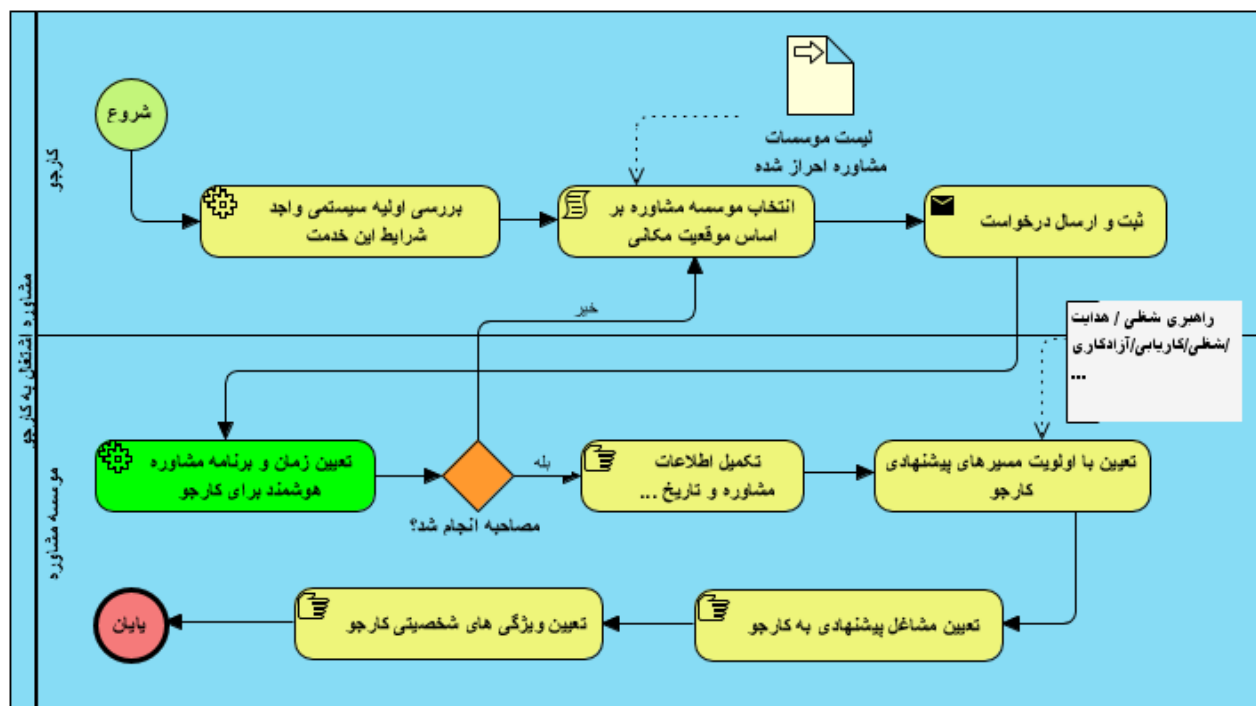 مشاوره اشتغال به کارجو
کارجو
شروع
لیست موسسات
مشاوره احراز شده
بررسی اولیه سیستمی واجد
شرایط این خدمت
انتخاب موسسه مشاوره بر
اساس موقعیت مکانی
ثبت و ارسال درخواست
خیر
راهبری شغلی / هدایت
شغلی/کاریابی/آزادکاری/
...
موسسه مشاوره
تعیین زمان و برنامه مشاوره
هوشمند برای کارجو
مصاحبه انجام شد؟
بله
تکمیل اطلاعات
مشاوره و تاریخ ...
تعیین با اولویت مسیرهای پیشنهادی
کارجو
تعیین مشاغل پیشنهادی به کارجو
تعیین ویژگی های شخصیتی کارجو
پایان